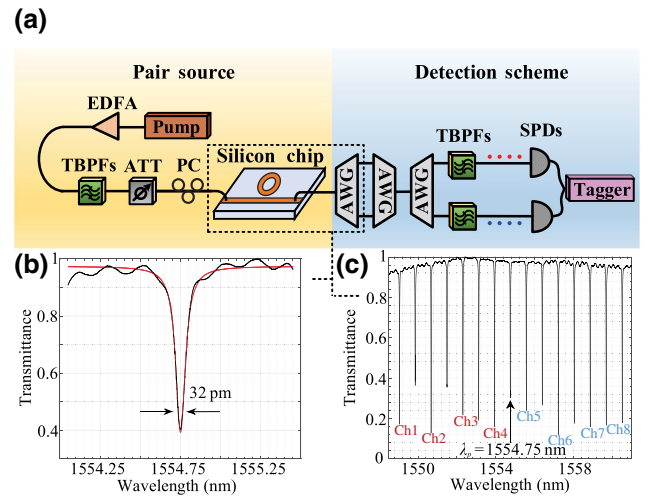 (a)
Pair source
Detection scheme
EDFA
Pump
TBPFs
ATT
PC
Silicon chip
AWG
AWG
AWG
TBPFs
SPDs
Tagger
(b)
1
0.8
0.6
0.4
Transmittance
32 pm
1554.25
1554.75
1555.25
Wavelength (nm)
(c)
1
0.8
0.6
0.4
0.2
0
Transmittance
Ch1
Ch2
Ch3
Ch4
Ch5
Ch6
Ch7
Ch8
λp = 1554.75 nm
1550
1554
1558
Wavelength (nm)